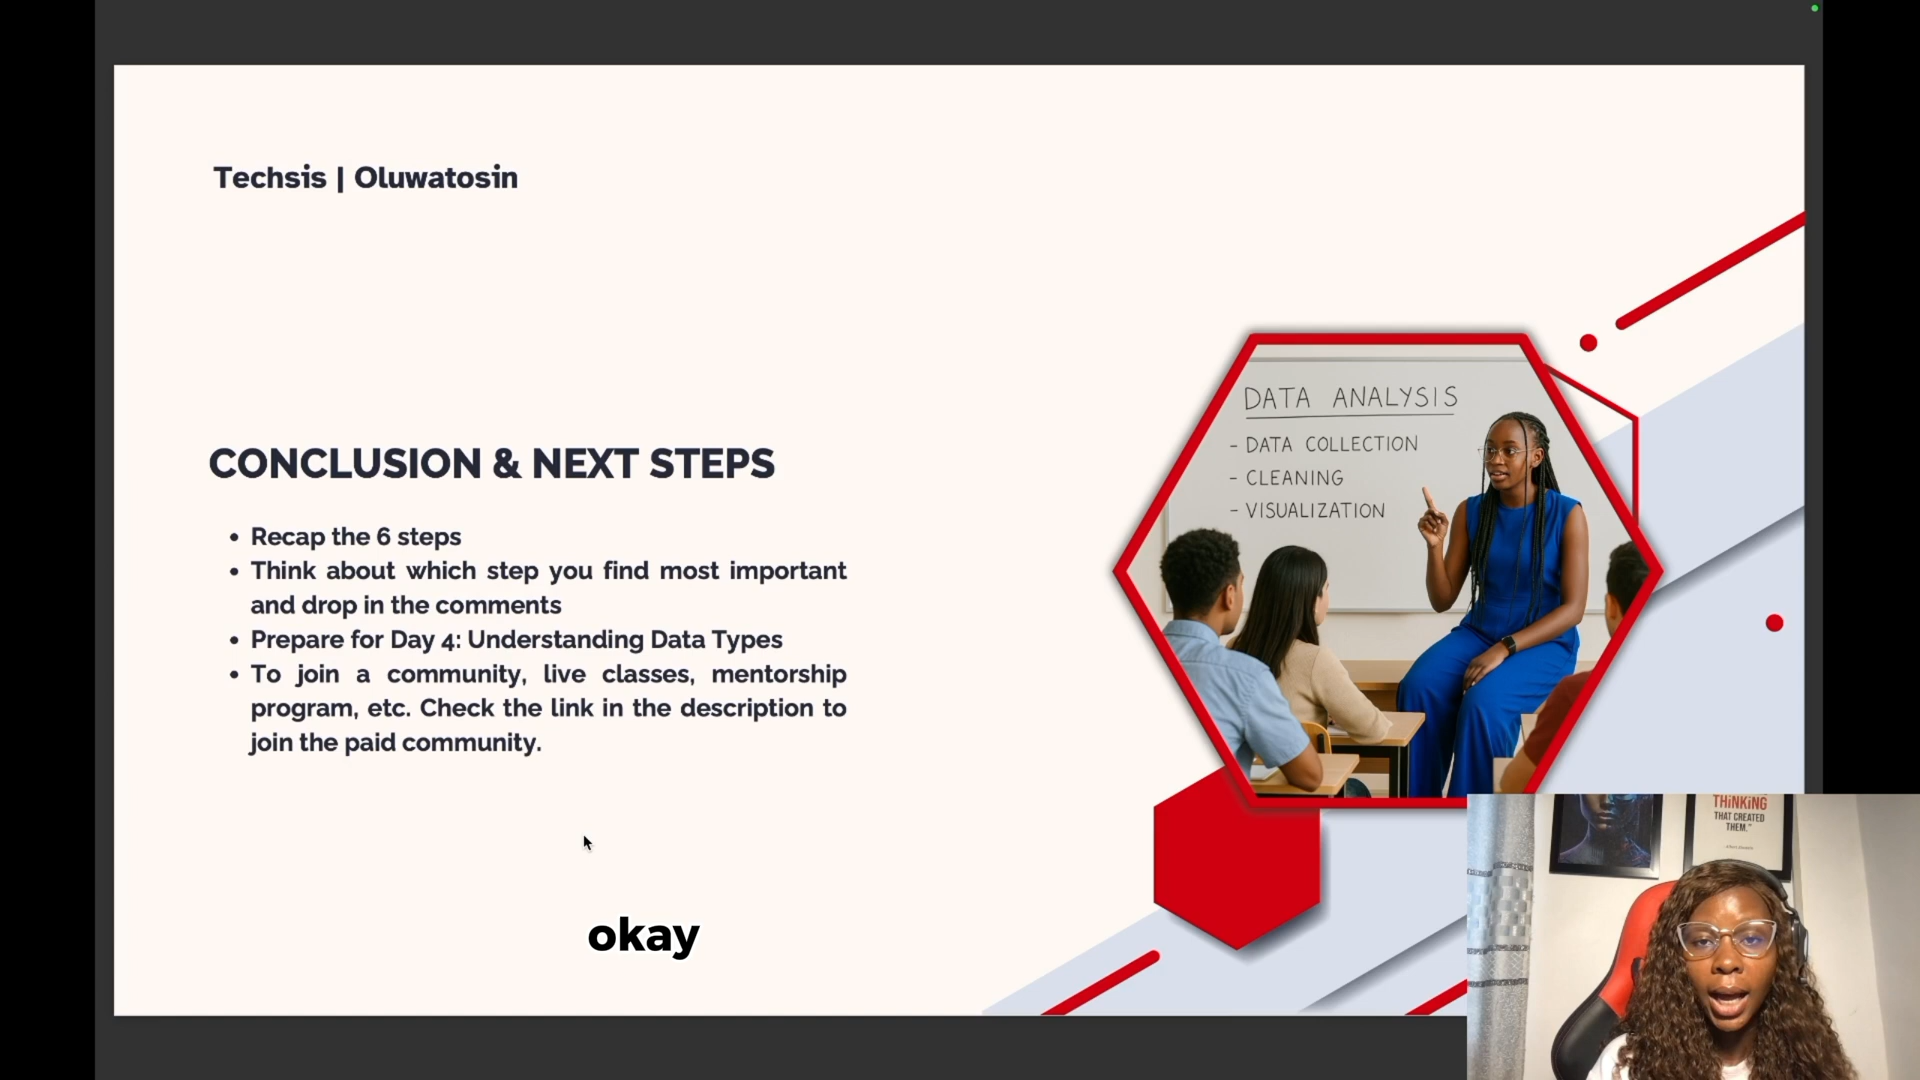 Techsis | Oluwatosin
CONCLUSION & NEXT STEPS
• Recap the 6 steps
• Think about which step you find most important
and drop in the comments
• Prepare for Day 4: Understanding Data Types
• To join a community, live classes, mentorship
program, etc. Check the link in the description to
join the paid community.
DATA ANALYSIS
- DATA COLLECTION
- CLEANING
- VISUALIZATION
okay
THiNKiNG
THAT CREATED
THEM."